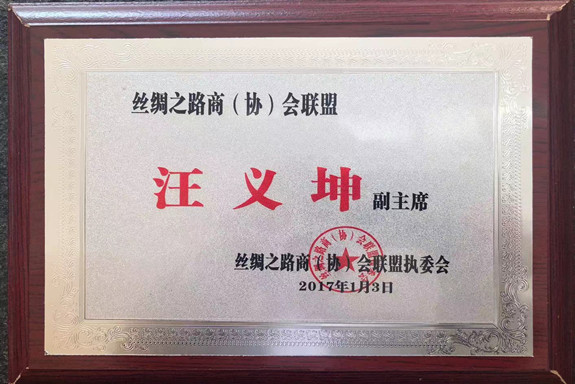 丝绸之路商（协）会联盟
汪义坤 副主席
丝绸之路商（协）会联盟执委会
2017年1月3日